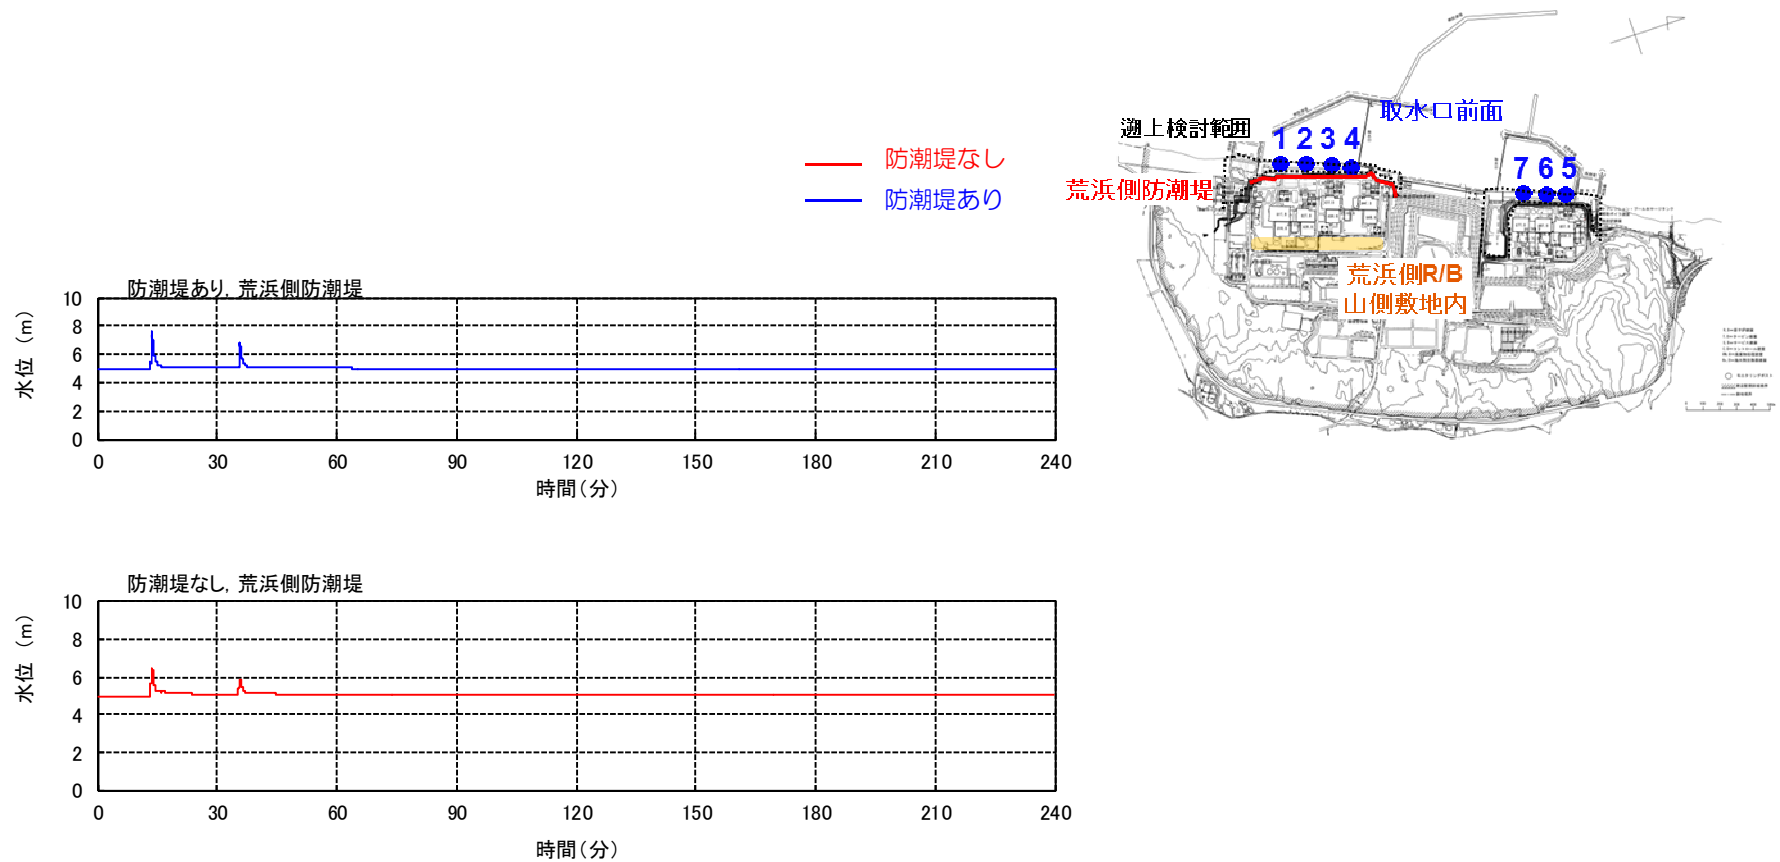 防潮堤なし
防潮堤あり
防潮堤あり, 荒浜側防潮堤
水位 (m)
10
8
6
4
2
0
0 30 60 90 120 150 180 210 240
時間(分)
防潮堤なし, 荒浜側防潮堤
水位 (m)
10
8
6
4
2
0
0 30 60 90 120 150 180 210 240
時間(分)
取水口前面
遡上検討範囲
1 2 3 4
7 6 5
荒浜側防潮堤
荒浜側R/B
山側敷地内